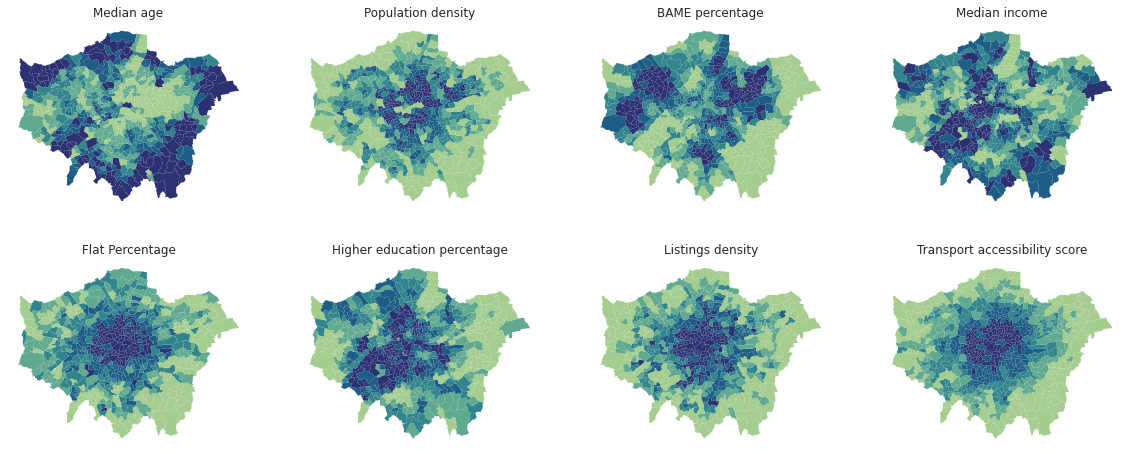 Median age
Population density
BAME percentage
Median income
Flat Percentage
Higher education percentage
Listings density
Transport accessibility score